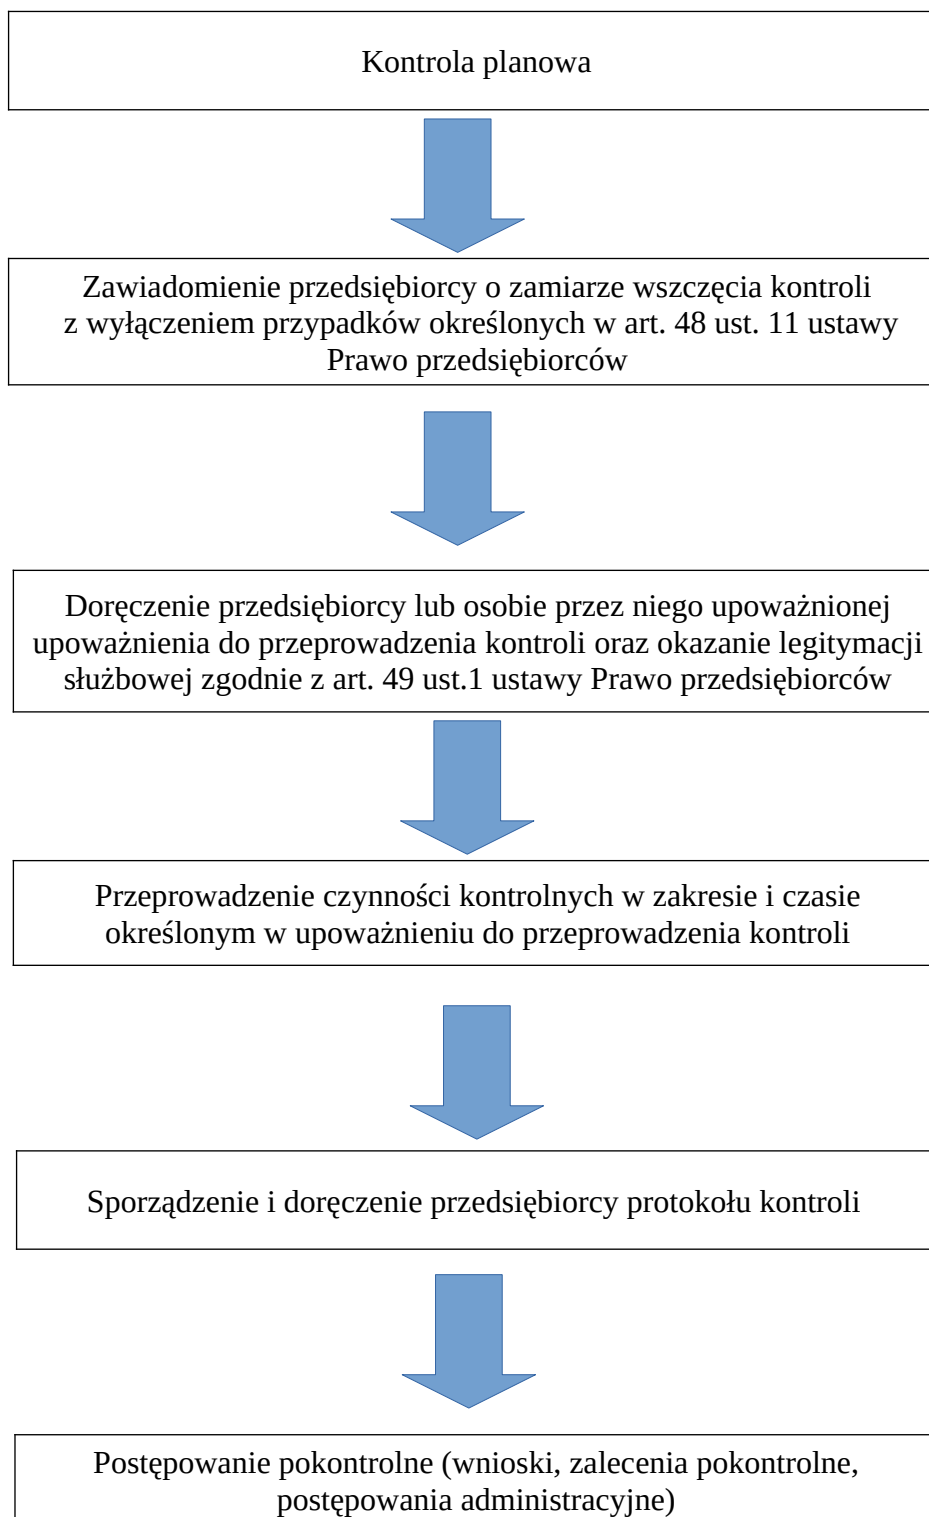 Kontrola planowa
Zawiadomienie przedsiębiorcy o zamiarze wszczęcia kontroli
z wyłączeniem przypadków określonych w art. 48 ust. 11 ustawy
Prawo przedsiębiorców
Doręczenie przedsiębiorcy lub osobie przez niego upoważnionej
upoważnienia do przeprowadzenia kontroli oraz okazanie legitymacji
służbowej zgodnie z art. 49 ust.1 ustawy Prawo przedsiębiorców
Przeprowadzenie czynności kontrolnych w zakresie i czasie
określonym w upoważnieniu do przeprowadzenia kontroli
Sporządzenie i doręczenie przedsiębiorcy protokołu kontroli
Postępowanie pokontrolne (wnioski, zalecenia pokontrolne,
postępowania administracyjne)